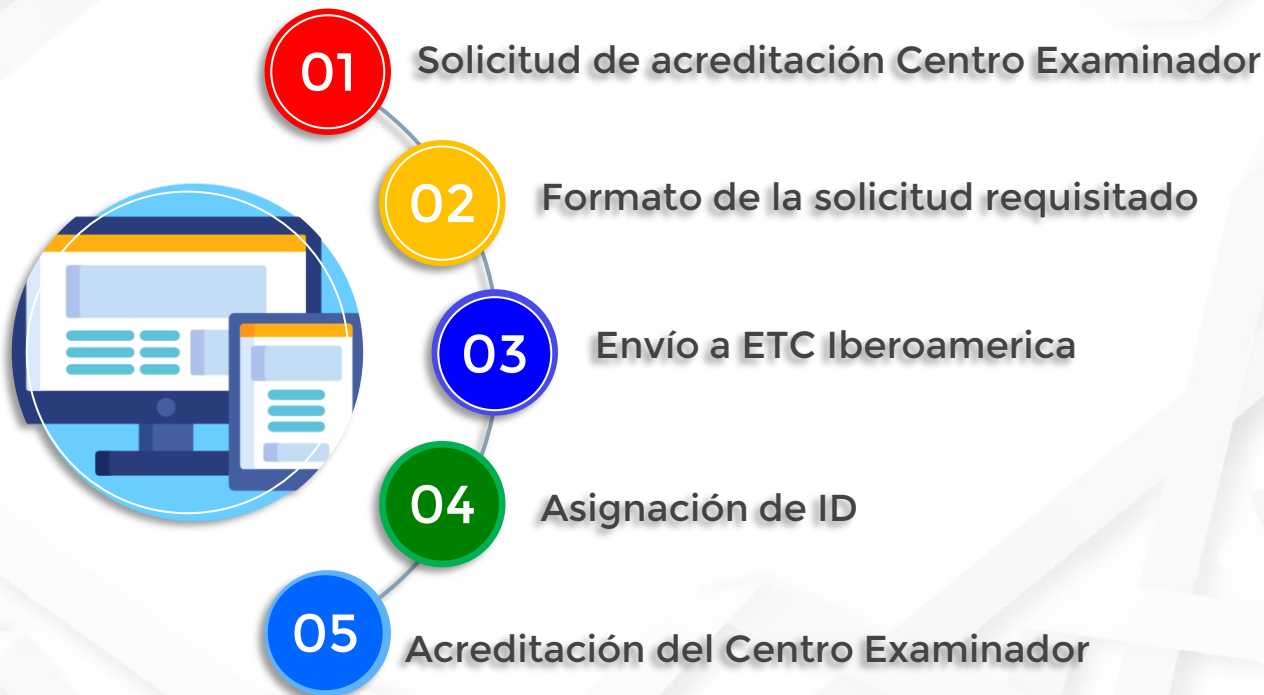 01
Solicitud de acreditación Centro Examinador
02
Formato de la solicitud requisitado
03
Envío a ETC Iberoamerica
04
Asignación de ID
05
Acreditación del Centro Examinador